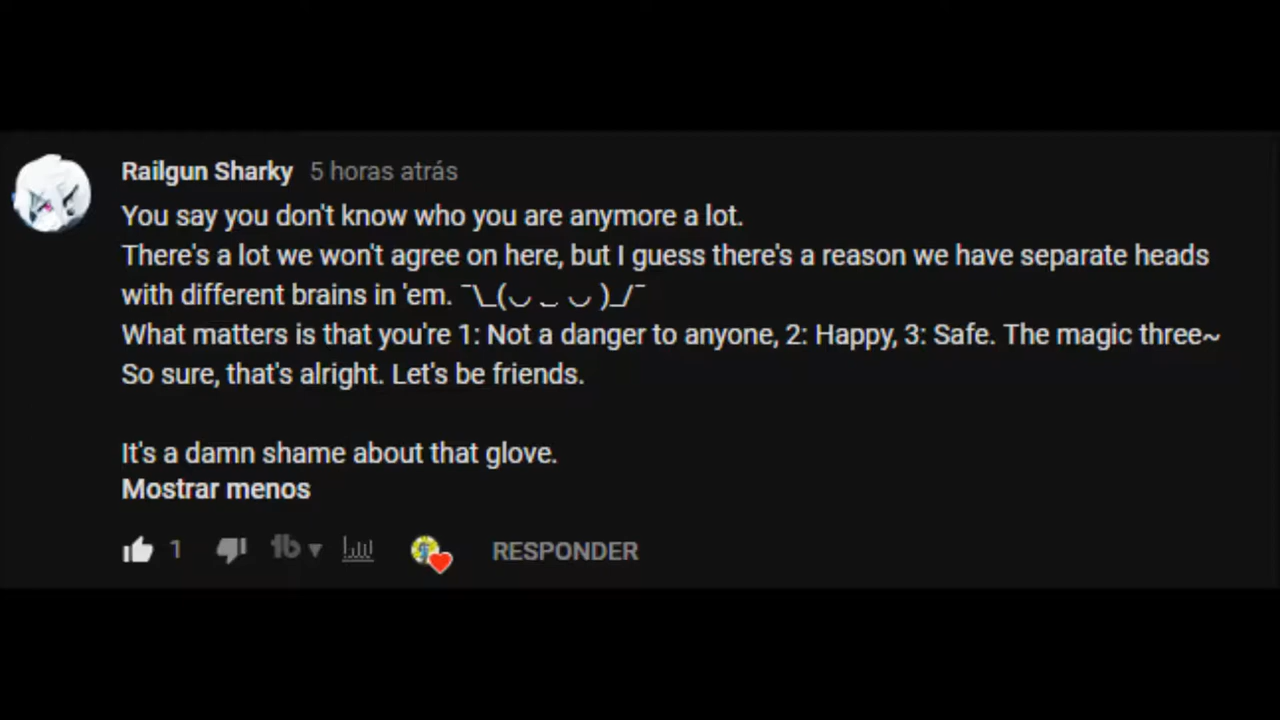 Railgun Sharky 5 horas atrás
You say you don't know who you are anymore a lot.
There's a lot we won't agree on here, but I guess there's a reason we have separate heads
with different brains in 'em. ¯\_(◡ _ ◡ )_/¯
What matters is that you're 1: Not a danger to anyone, 2: Happy, 3: Safe. The magic three~
So sure, that's alright. Let's be friends.
It's a damn shame about that glove.
Mostrar menos
1 tb ▾ RESPONDER